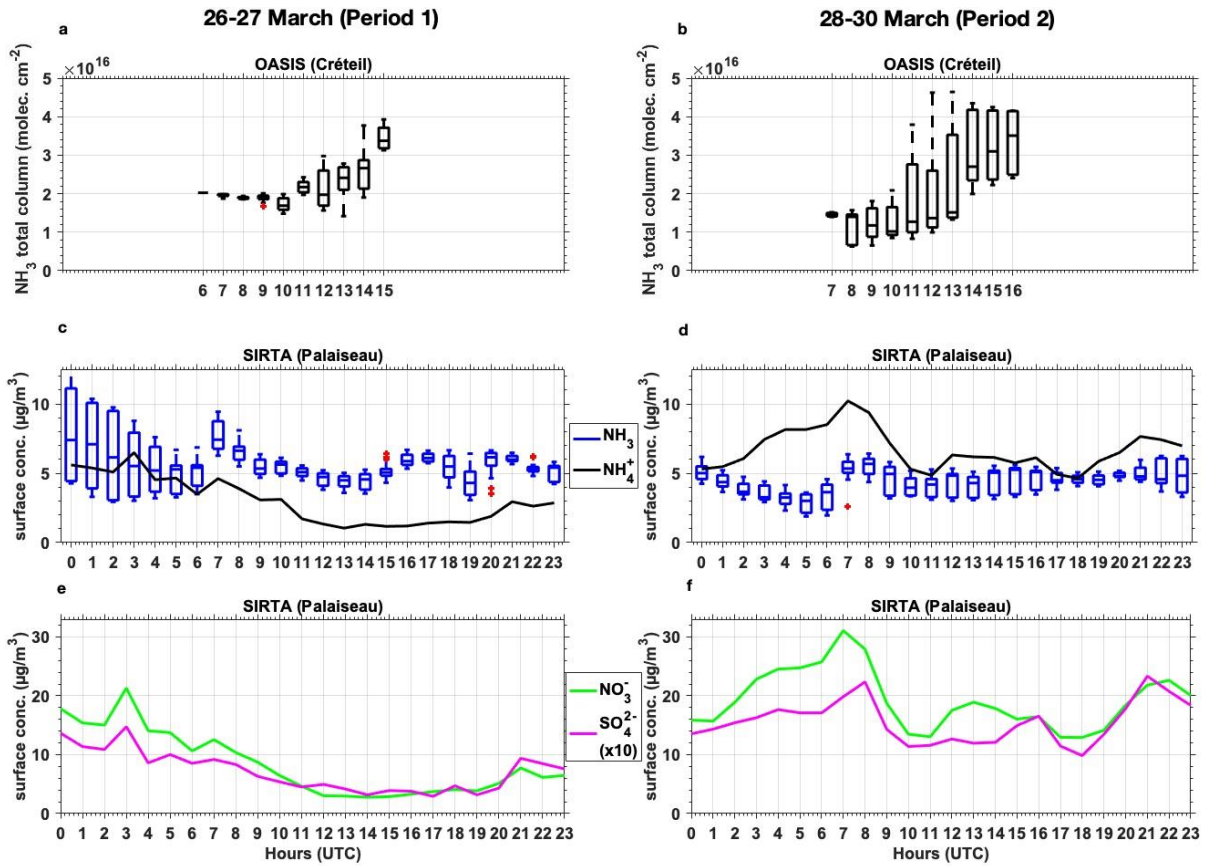 26-27 March (Period 1)
28-30 March (Period 2)
a
OASIS (Créteil)
×10^16
NH3 total column (molec. cm^-2)
5
4
3
2
1
0
6 7 8 9 10 11 12 13 14 15
b
OASIS (Créteil)
×10^16
NH3 total column (molec. cm^-2)
5
4
3
2
1
0
7 8 9 10 11 12 13 14 15 16
c
SIRTA (Palaiseau)
surface conc. (µg/m^3)
10
5
0
0 1 2 3 4 5 6 7 8 9 10 11 12 13 14 15 16 17 18 19 20 21 22 23
NH3
NH4+
d
SIRTA (Palaiseau)
surface conc. (µg/m^3)
10
5
0
0 1 2 3 4 5 6 7 8 9 10 11 12 13 14 15 16 17 18 19 20 21 22 23
e
SIRTA (Palaiseau)
surface conc. (µg/m^3)
30
20
10
0
0 1 2 3 4 5 6 7 8 9 10 11 12 13 14 15 16 17 18 19 20 21 22 23
Hours (UTC)
NO3-
SO4^2-
(x10)
f
SIRTA (Palaiseau)
surface conc. (µg/m^3)
30
20
10
0
0 1 2 3 4 5 6 7 8 9 10 11 12 13 14 15 16 17 18 19 20 21 22 23
Hours (UTC)